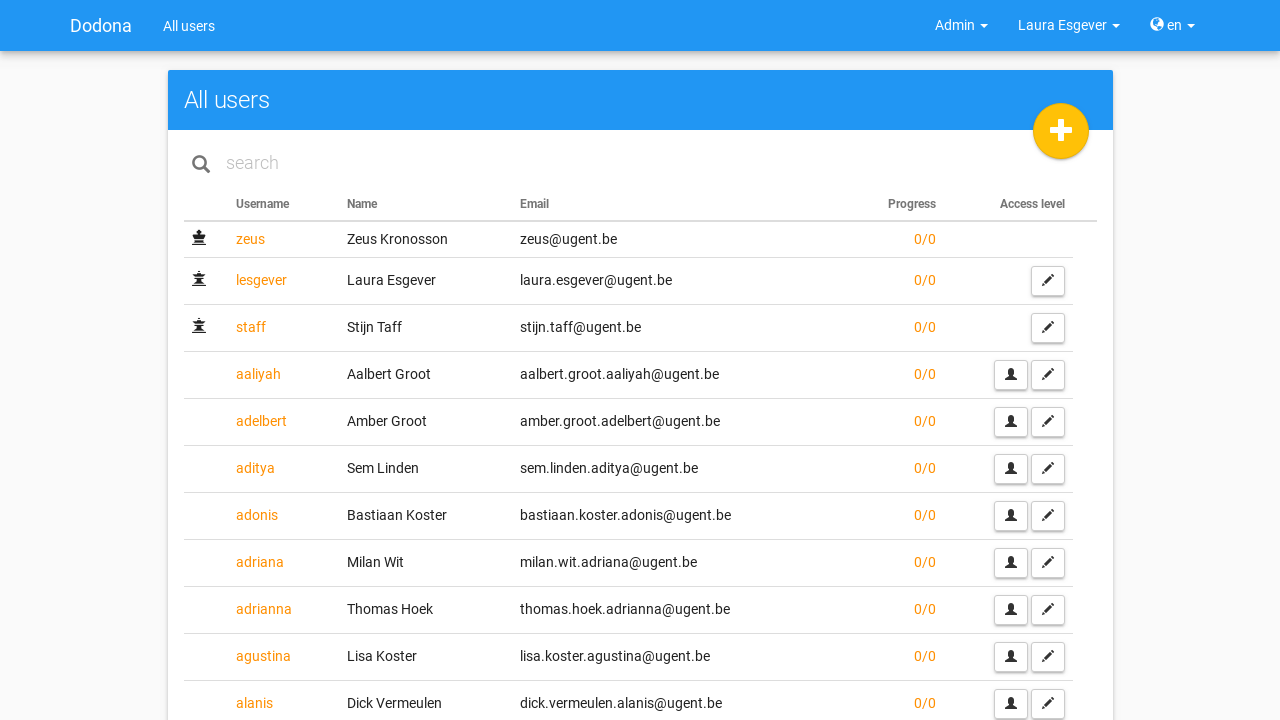 Dodona All users Admin Laura Esgever en
All users
search
Username Name Email Progress Access level
zeus Zeus Kronosson zeus@ugent.be 0/0
lesgever Laura Esgever laura.esgever@ugent.be 0/0
staff Stijn Taff stijn.taff@ugent.be 0/0
aaliyah Aalbert Groot aalbert.groot.aaliyah@ugent.be 0/0
adelbert Amber Groot amber.groot.adelbert@ugent.be 0/0
aditya Sem Linden sem.linden.aditya@ugent.be 0/0
adonis Bastiaan Koster bastiaan.koster.adonis@ugent.be 0/0
adriana Milan Wit milan.wit.adriana@ugent.be 0/0
adrianna Thomas Hoek thomas.hoek.adrianna@ugent.be 0/0
agustina Lisa Koster lisa.koster.agustina@ugent.be 0/0
alanis Dick Vermeulen dick.vermeulen.alanis@ugent.be 0/0